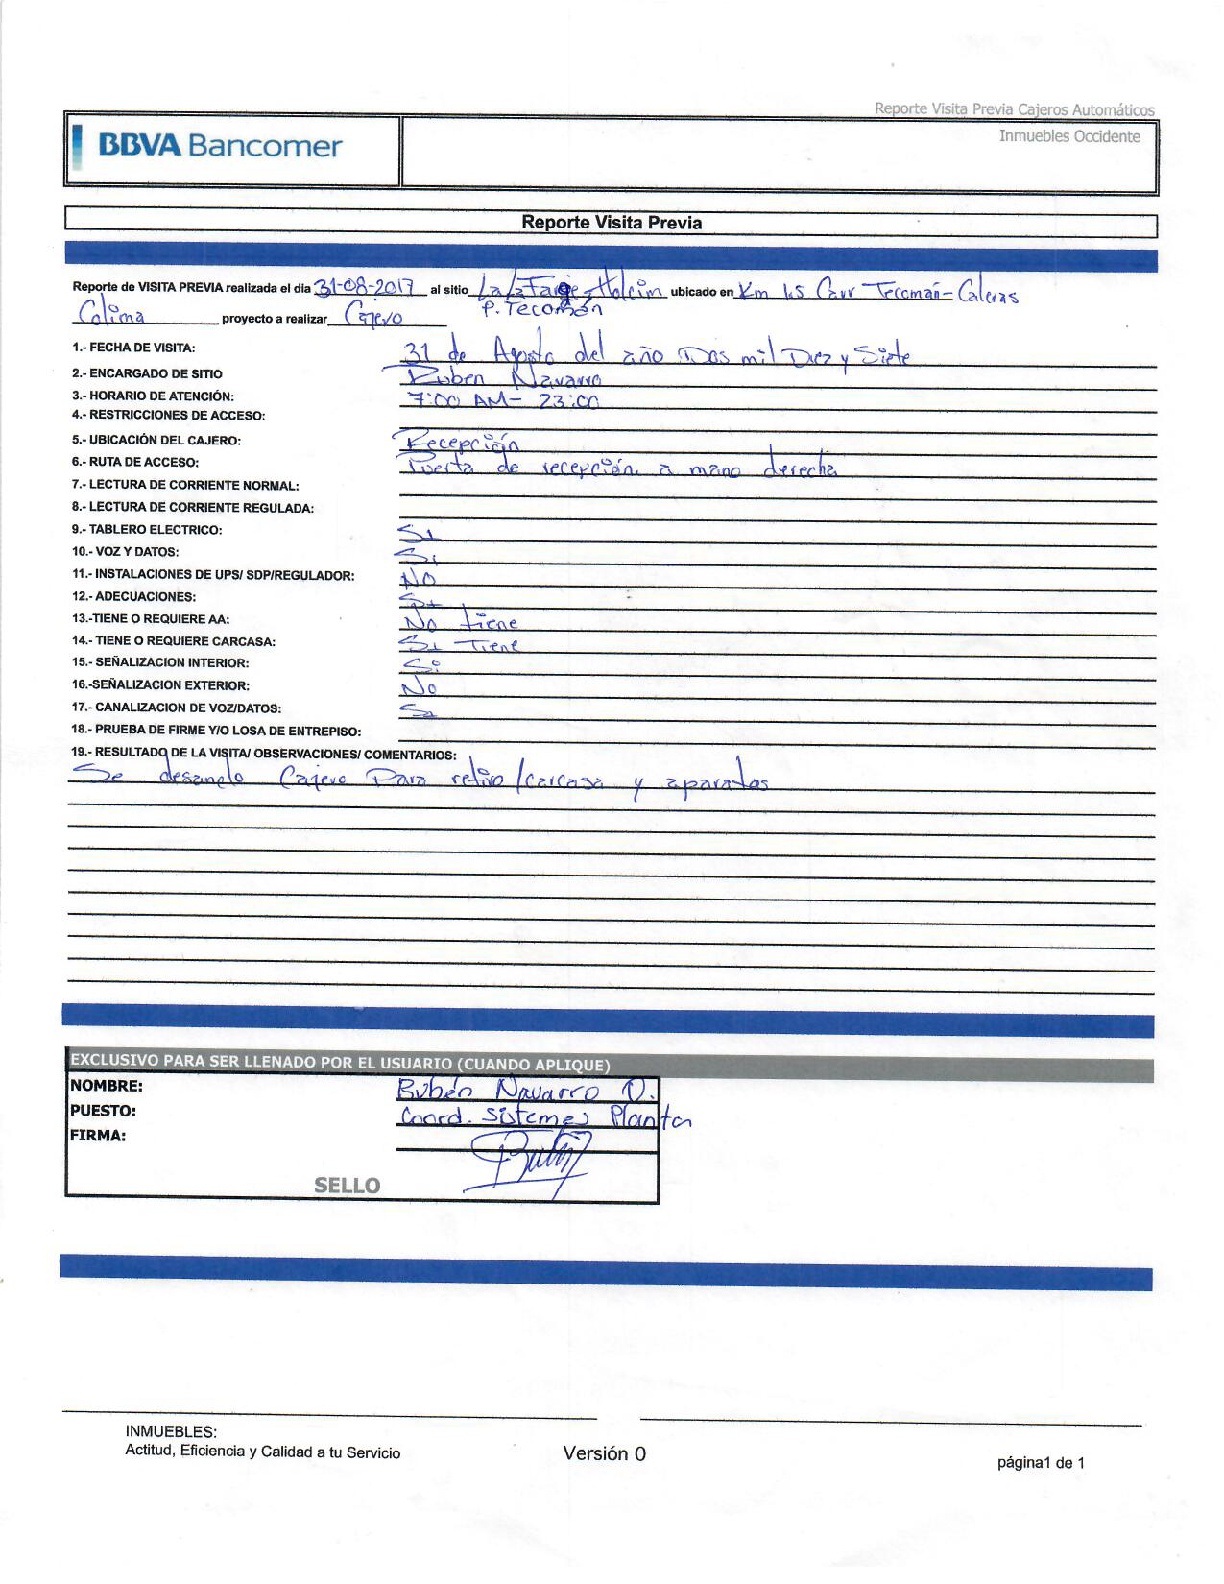 Reporte Visita Previa Cajeros Automáticos
BBVA Bancomer
Inmuebles Occidente
Reporte Visita Previa
Reporte de VISITA PREVIA realizada el día 31-08-2017 al sitio La LaFarge Holcim ubicado en Km 1.5 Carr Tecomán-Caleras
P. Tecomán
Colima proyecto a realizar Cajero
1.- FECHA DE VISITA: 31 de Agosto del año Dos mil Diez y Siete
2.- ENCARGADO DE SITIO Ruben Navarro
3.- HORARIO DE ATENCIÓN: 7:00 AM- 23:00
4.- RESTRICCIONES DE ACCESO:
5.- UBICACIÓN DEL CAJERO: Recepción
6.- RUTA DE ACCESO: Puerta de recepción a mano derecha
7.- LECTURA DE CORRIENTE NORMAL:
8.- LECTURA DE CORRIENTE REGULADA:
9.- TABLERO ELECTRICO: Si
10.- VOZ Y DATOS: Si
11.- INSTALACIONES DE UPS/ SDP/REGULADOR: No
12.- ADECUACIONES: Si
13.-TIENE O REQUIERE AA: No tiene
14.- TIENE O REQUIERE CARCASA: Si Tiene
15.- SEÑALIZACION INTERIOR: Si
16.-SEÑALIZACION EXTERIOR: No
17.- CANALIZACION DE VOZ/DATOS: Si
18.- PRUEBA DE FIRME Y/O LOSA DE ENTREPISO:
19.- RESULTADO DE LA VISITA/ OBSERVACIONES/ COMENTARIOS:
Se desanclo Cajero Para retiro/carcasa y aparatos
EXCLUSIVO PARA SER LLENADO POR EL USUARIO (CUANDO APLIQUE)
NOMBRE: Rubén Navarro O.
PUESTO: Coord. Sistemas Planta
FIRMA:
SELLO
INMUEBLES:
Actitud, Eficiencia y Calidad a tu Servicio
Versión 0
página1 de 1